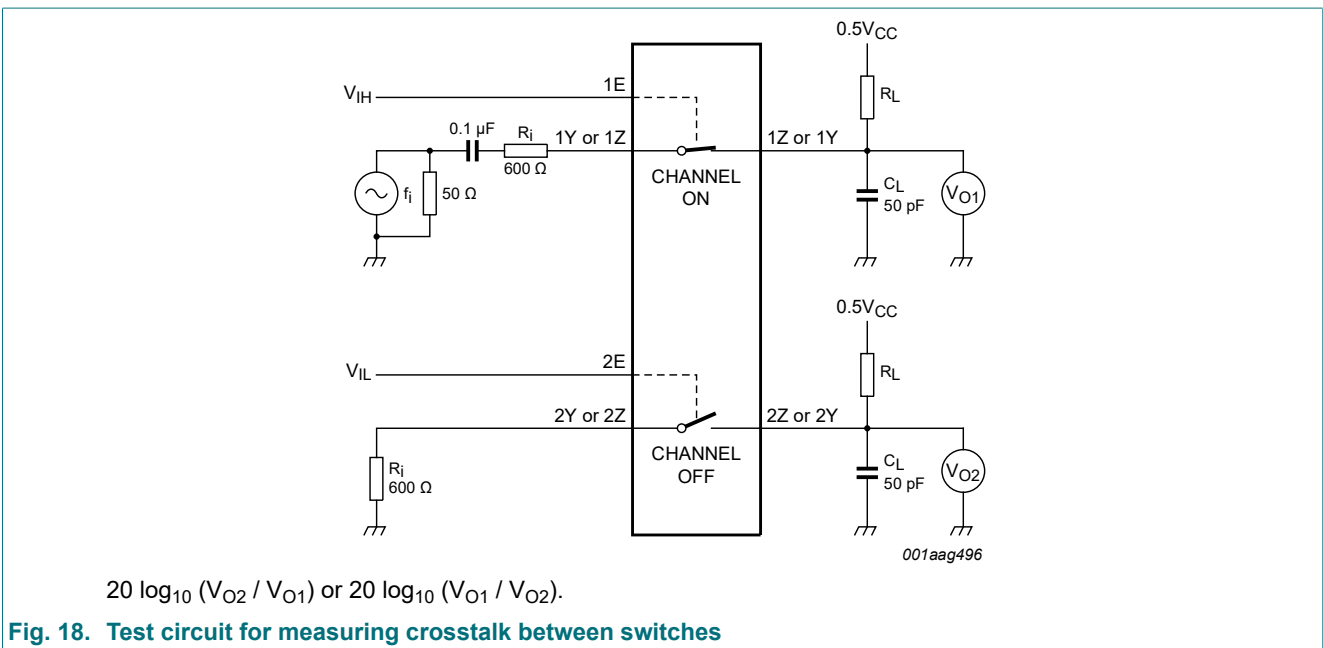 0.5VCC
VIH
1E
RL
0.1 µF
Ri
600 Ω
1Y or 1Z
1Z or 1Y
fi
50 Ω
CHANNEL
ON
CL
50 pF
VO1
0.5VCC
VIL
2E
RL
2Y or 2Z
2Z or 2Y
Ri
600 Ω
CHANNEL
OFF
CL
50 pF
VO2
001aag496
20 log10 (VO2 / VO1) or 20 log10 (VO1 / VO2).
Fig. 18. Test circuit for measuring crosstalk between switches